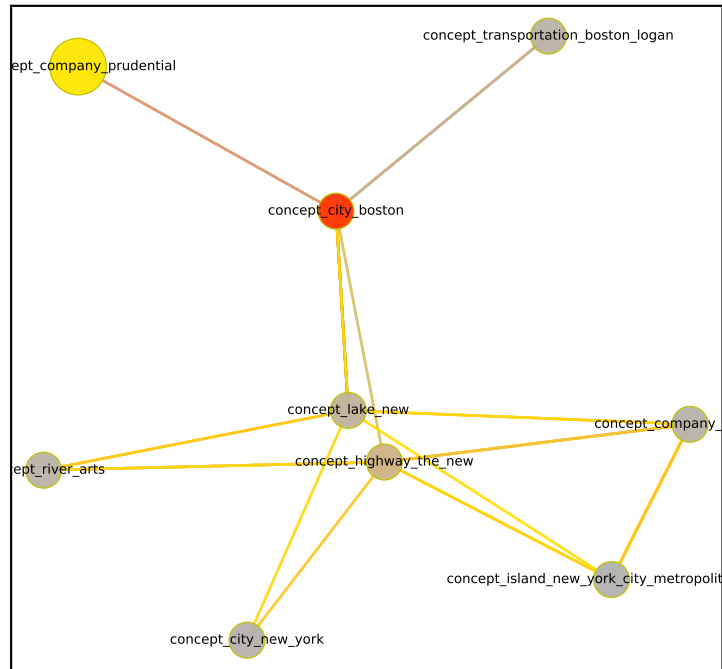 concept_transportation_boston_logan
ept_company_prudential
concept_city_boston
concept_lake_new
concept_company_
concept_highway_the_new
ept_river_arts
concept_island_new_york_city_metropolit
concept_city_new_york